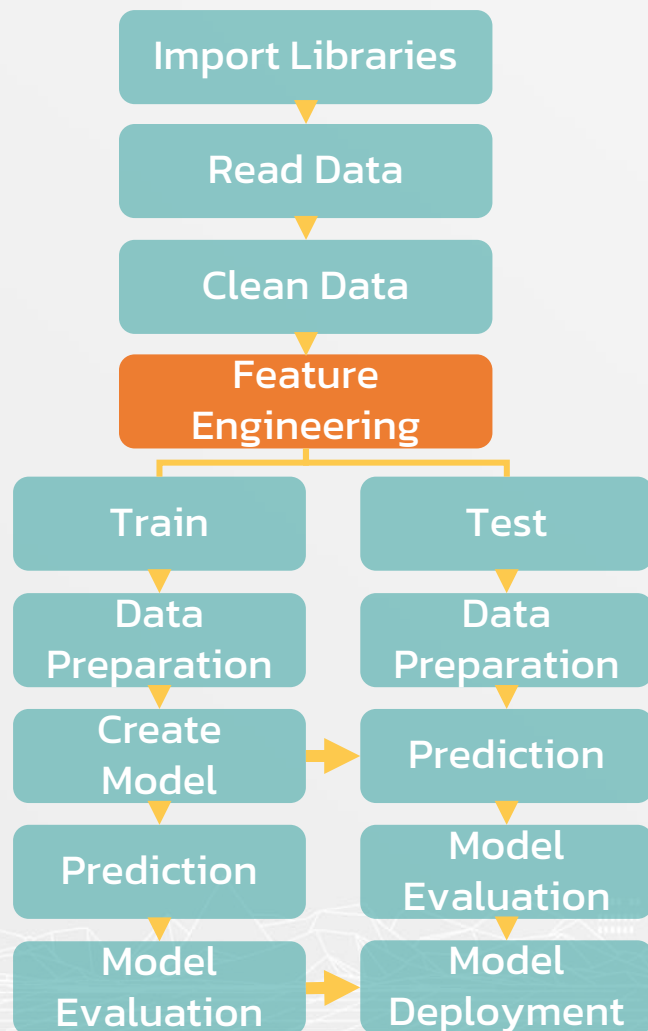 Import Libraries
Read Data
Clean Data
Feature
Engineering
Train
Test
Data
Preparation
Data
Preparation
Create
Model
Prediction
Prediction
Model
Evaluation
Model
Evaluation
Model
Deployment